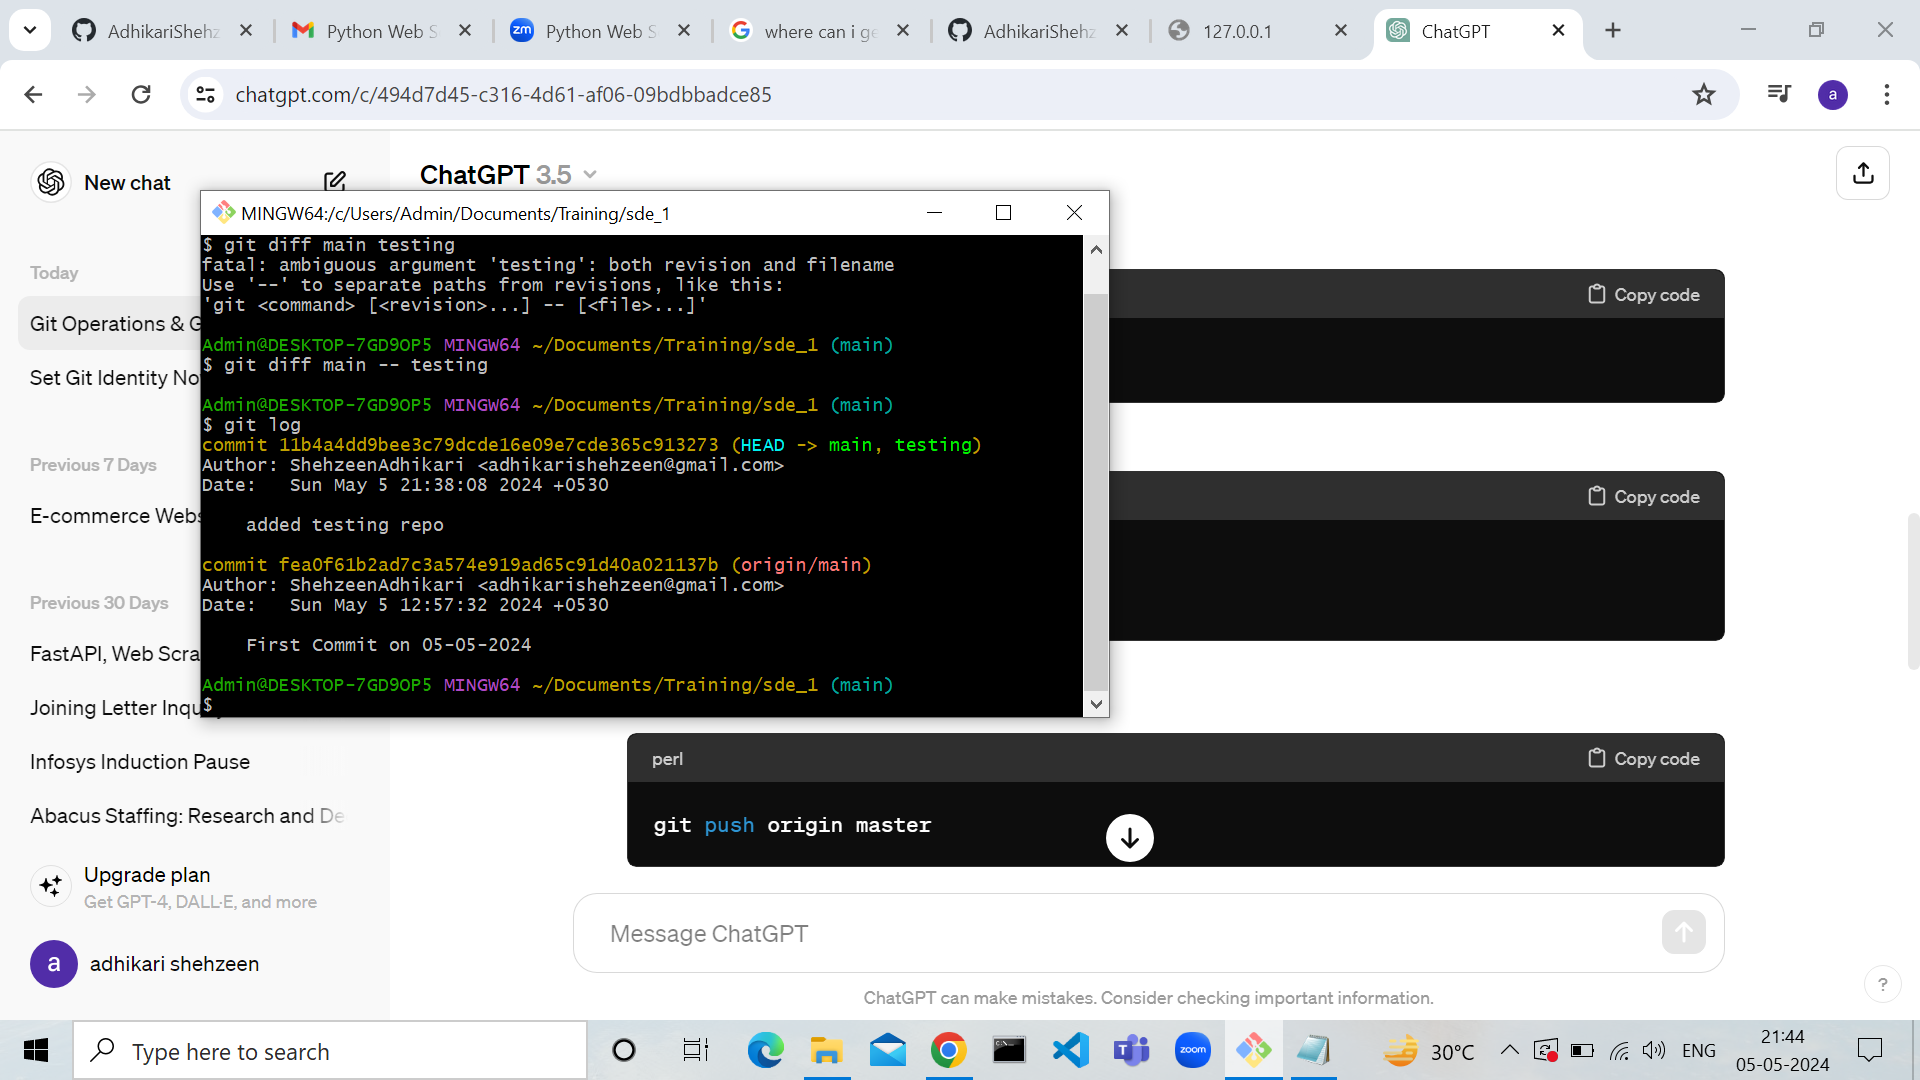 AdhikariShehz
Python Web S
zm
Python Web S
where can i ge
AdhikariShehz
127.0.0.1
ChatGPT
chatgpt.com/c/494d7d45-c316-4d61-af06-09bdbbadce85
a
New chat
ChatGPT 3.5
Today
Git Operations & G
Set Git Identity No
Previous 7 Days
E-commerce Webs
Previous 30 Days
FastAPI, Web Scra
Joining Letter Inqu
Infosys Induction Pause
Abacus Staffing: Research and De
Upgrade plan
Get GPT-4, DALL·E, and more
a
adhikari shehzeen
MINGW64:/c/Users/Admin/Documents/Training/sde_1
$ git diff main testing
fatal: ambiguous argument 'testing': both revision and filename
Use '--' to separate paths from revisions, like this:
'git <command> [<revision>...] -- [<file>...]'
Admin@DESKTOP-7GD9OP5 MINGW64 ~/Documents/Training/sde_1 (main)
$ git diff main -- testing
Admin@DESKTOP-7GD9OP5 MINGW64 ~/Documents/Training/sde_1 (main)
$ git log
commit 11b4a4dd9bee3c79dcde16e09e7cde365c913273 (HEAD -> main, testing)
Author: ShehzeenAdhikari <adhikarishehzeen@gmail.com>
Date:   Sun May 5 21:38:08 2024 +0530
added testing repo
commit fea0f61b2ad7c3a574e919ad65c91d40a021137b (origin/main)
Author: ShehzeenAdhikari <adhikarishehzeen@gmail.com>
Date:   Sun May 5 12:57:32 2024 +0530
First Commit on 05-05-2024
Admin@DESKTOP-7GD9OP5 MINGW64 ~/Documents/Training/sde_1 (main)
$
Copy code
Copy code
perl
Copy code
git push origin master
Message ChatGPT
ChatGPT can make mistakes. Consider checking important information.
?
Type here to search
zoom
30°C
ENG
21:44
05-05-2024